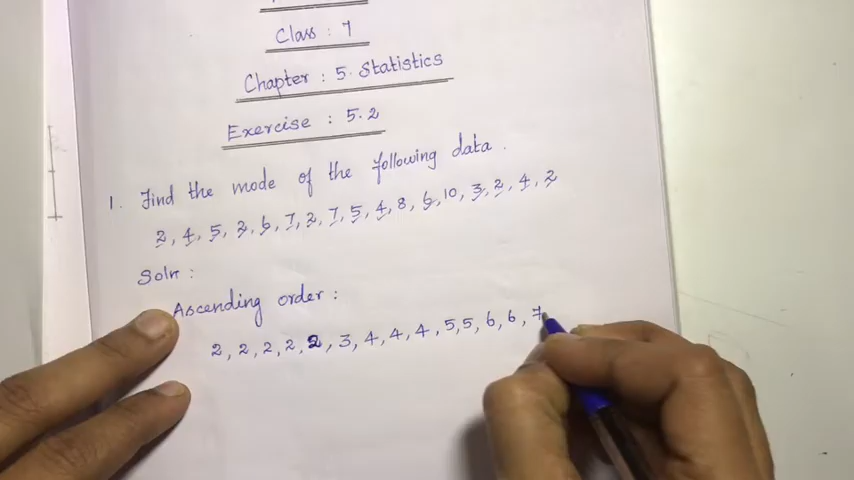 Class : 7
Chapter : 5. Statistics
Exercise : 5.2
1. Find the mode of the following data.
2, 4, 5, 2, 6, 7, 2, 7, 5, 4, 8, 6, 10, 3, 2, 4, 2
Soln :
Ascending order :
2, 2, 2, 2, 2, 3, 4, 4, 4, 5, 5, 6, 6, 7